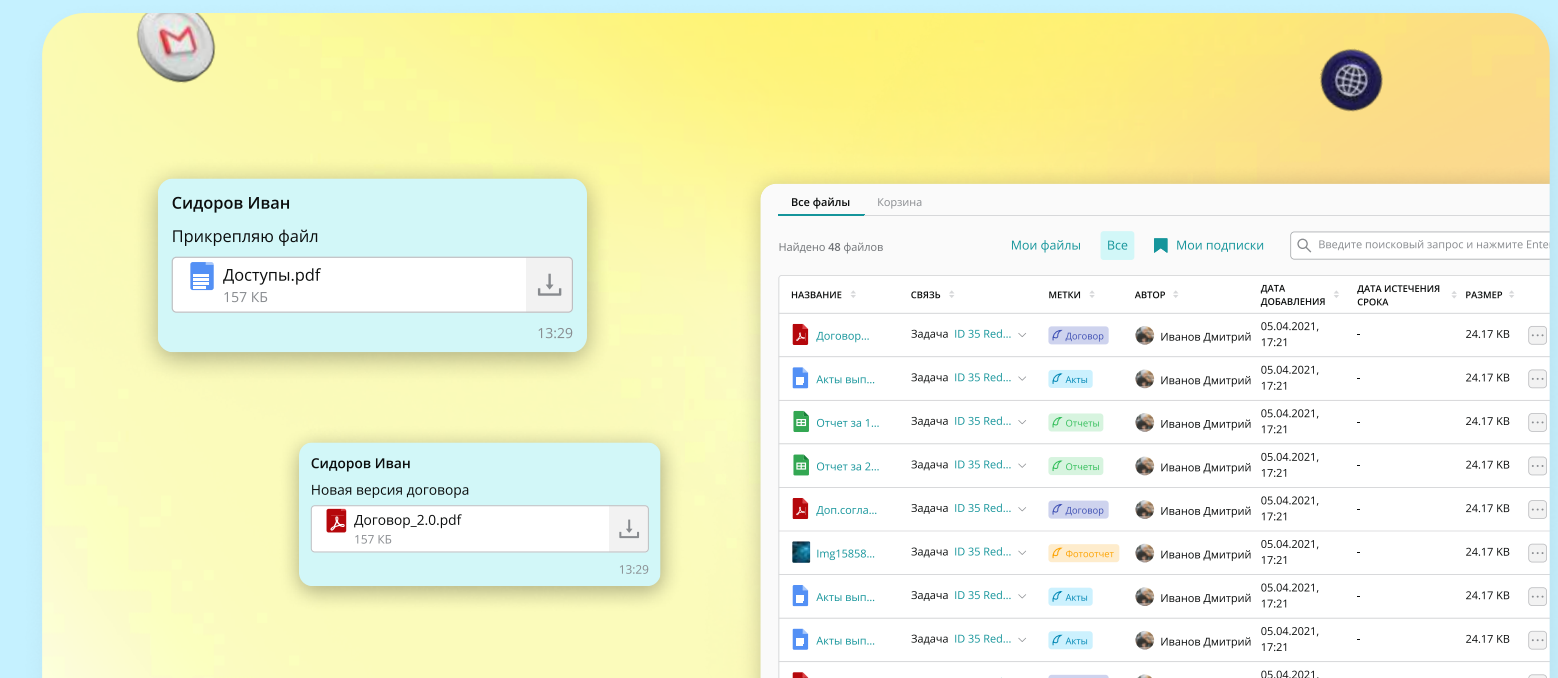 Сидоров Иван
Прикрепляю файл
Доступы.pdf
157 КБ
13:29
Сидоров Иван
Новая версия договора
Договор_2.0.pdf
157 КБ
13:29
Все файлы Корзина
Найдено 48 файлов Мои файлы Все Мои подписки Введите поисковый запрос и нажмите Enter
НАЗВАНИЕ СВЯЗЬ МЕТКИ АВТОР ДАТА ДОБАВЛЕНИЯ ДАТА ИСТЕЧЕНИЯ СРОКА РАЗМЕР
Договор... Задача ID 35 Red... Договор Иванов Дмитрий 05.04.2021, 17:21 - 24.17 KB
Акты вып... Задача ID 35 Red... Акты Иванов Дмитрий 05.04.2021, 17:21 - 24.17 KB
Отчет за 1... Задача ID 35 Red... Отчеты Иванов Дмитрий 05.04.2021, 17:21 - 24.17 KB
Отчет за 2... Задача ID 35 Red... Отчеты Иванов Дмитрий 05.04.2021, 17:21 - 24.17 KB
Доп.согла... Задача ID 35 Red... Договор Иванов Дмитрий 05.04.2021, 17:21 - 24.17 KB
Img15858... Задача ID 35 Red... Фотоотчет Иванов Дмитрий 05.04.2021, 17:21 - 24.17 KB
Акты вып... Задача ID 35 Red... Акты Иванов Дмитрий 05.04.2021, 17:21 - 24.17 KB
Акты вып... Задача ID 35 Red... Акты Иванов Дмитрий 05.04.2021, 17:21 - 24.17 KB
05.04.2021,